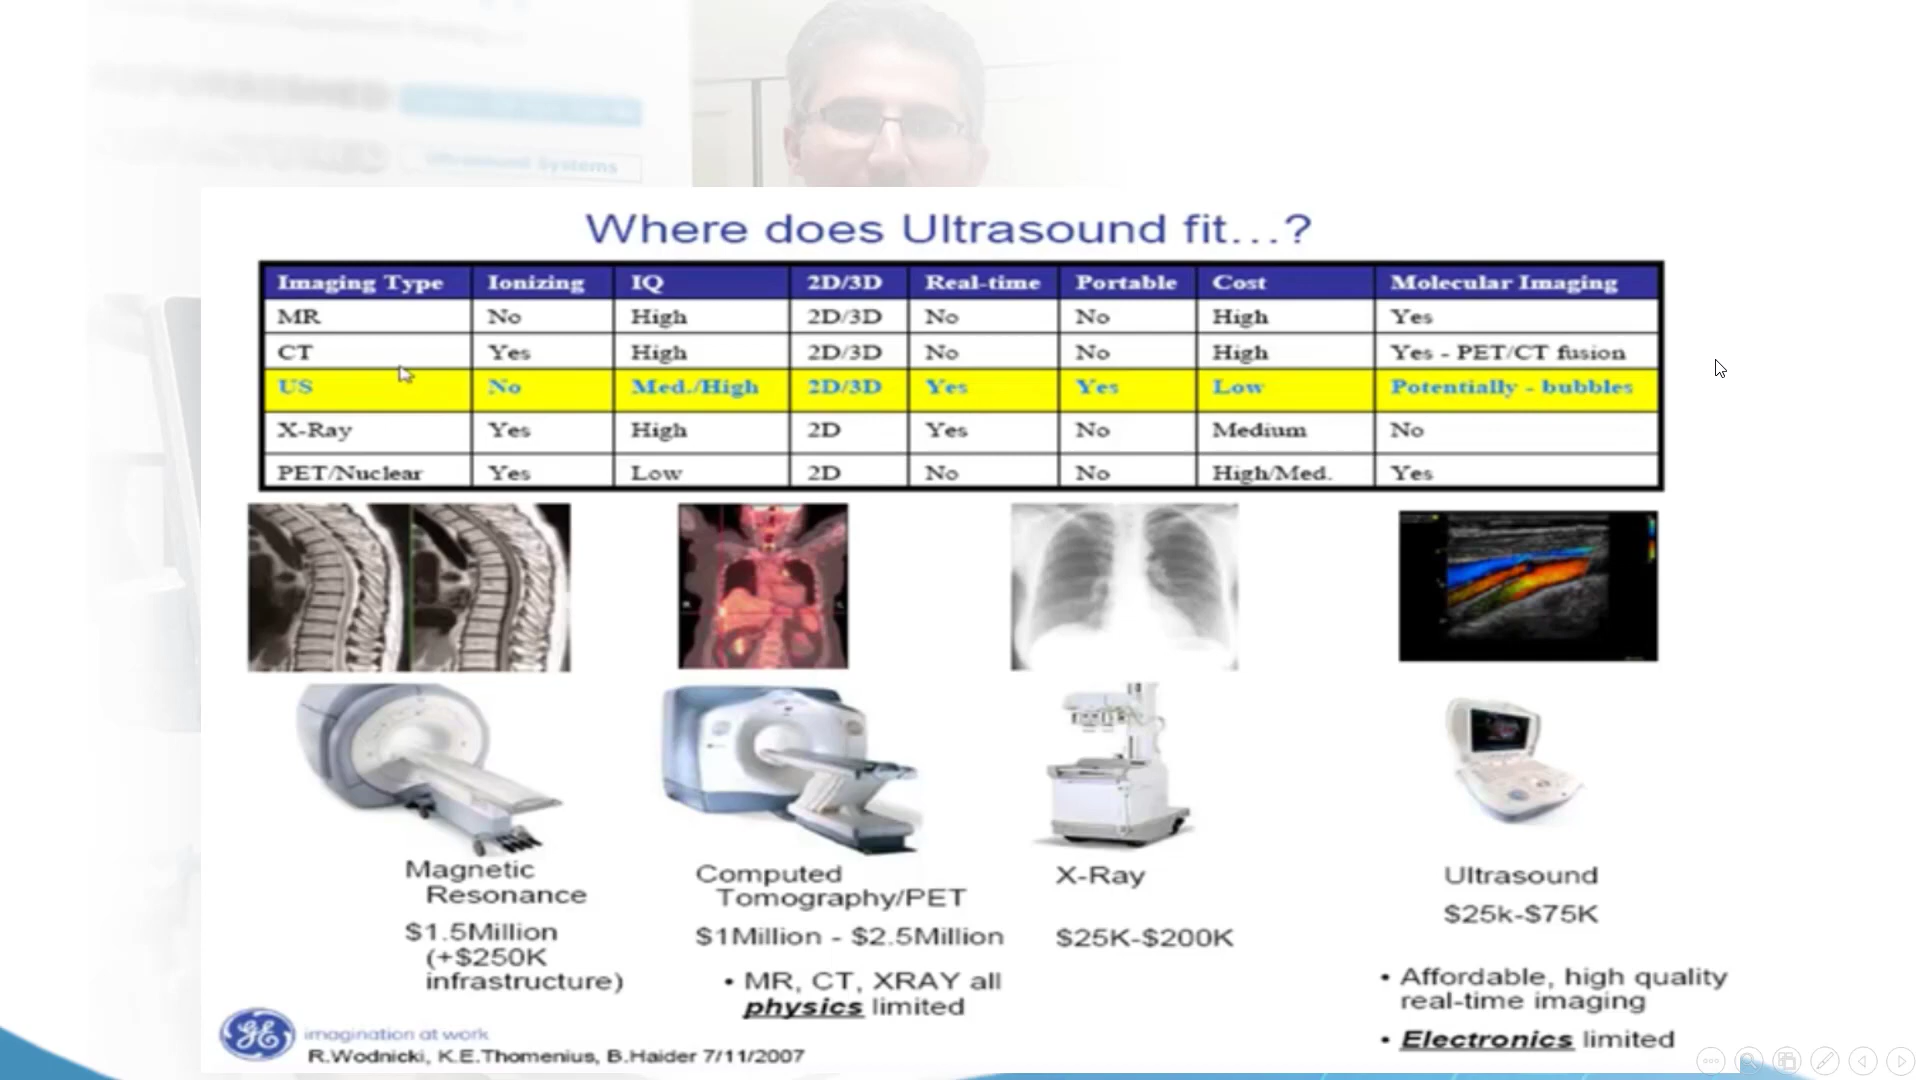 Ultrasound Systems
Where does Ultrasound fit...?
Imaging Type Ionizing IQ 2D/3D Real-time Portable Cost Molecular Imaging
MR No High 2D/3D No No High Yes
CT Yes High 2D/3D No No High Yes - PET/CT fusion
US No Med./High 2D/3D Yes Yes Low Potentially - bubbles
X-Ray Yes High 2D Yes No Medium No
PET/Nuclear Yes Low 2D No No High/Med. Yes
Magnetic
Resonance
$1.5Million
(+$250K
infrastructure)
Computed
Tomography/PET
$1Million - $2.5Million
• MR, CT, XRAY all
physics limited
X-Ray
$25K-$200K
Ultrasound
$25k-$75K
• Affordable, high quality
real-time imaging
• Electronics limited
GE imagination at work
R.Wodnicki, K.E.Thomenius, B.Haider 7/11/2007